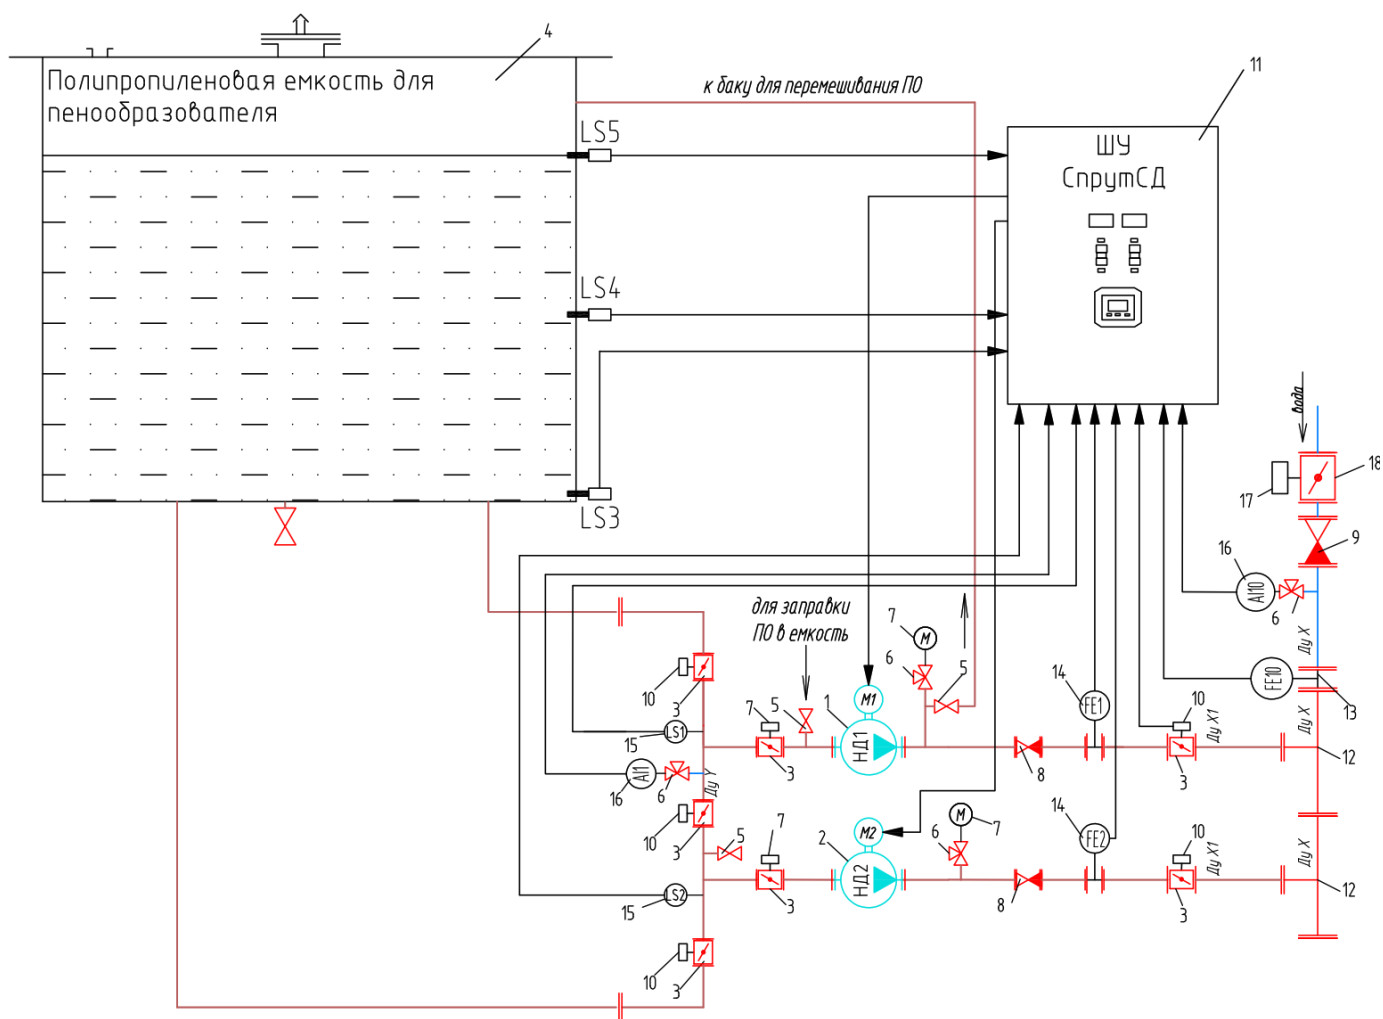 4
Полипропиленовая емкость для
пенообразователя
к баку для перемешивания ПО
11
LS5
ШУ
СпрутСД
LS4
LS3
вода
18
17
9
16
AI10
6
Ду X
для заправки
ПО в емкость
7
M
6
5
14
FE10
13
10
3
7
5
1
M1
НД1
FE1
10
Ду X1
Ду X
15
LS1
3
8
3
12
16
AI1
6
Ду Y
10
3
5
7
2
M2
НД2
6
M
7
14
FE2
10
Ду X1
Ду X
15
LS2
3
8
3
12
10
3